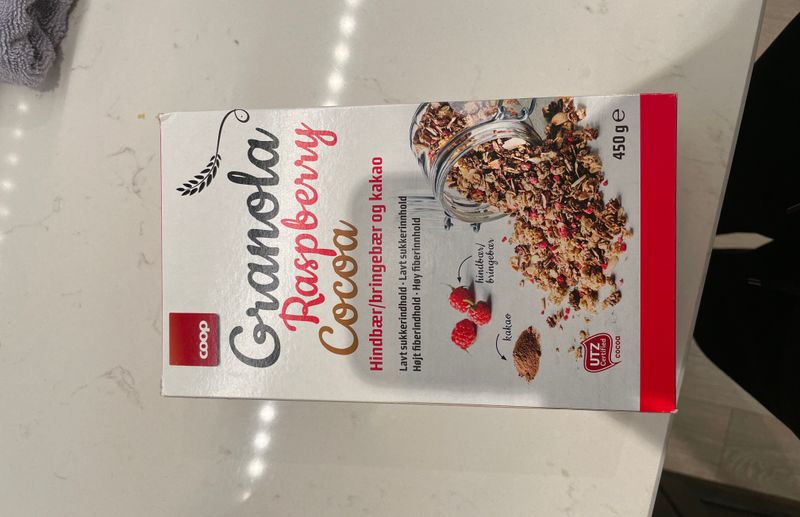 coop
Granola
Raspberry
Cocoa
Hindbær/bringebær og kakao
Lavt sukkerindhold · Lavt sukkerinnhold
Højt fiberindhold · Høy fiberinnhold
hindbær/
bringebær
kakao
UTZ
Certified
cocoa
450 g e